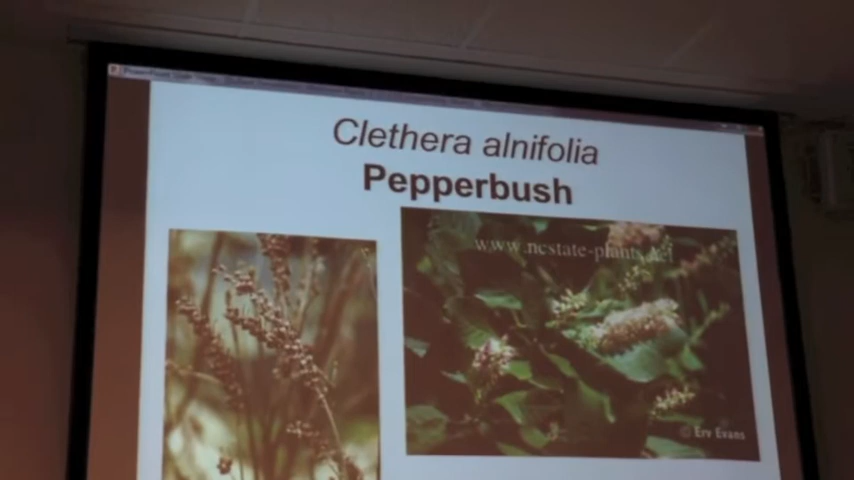 Clethera alnifolia
Pepperbush
www.ncstate-plants.net
© Erv Evans